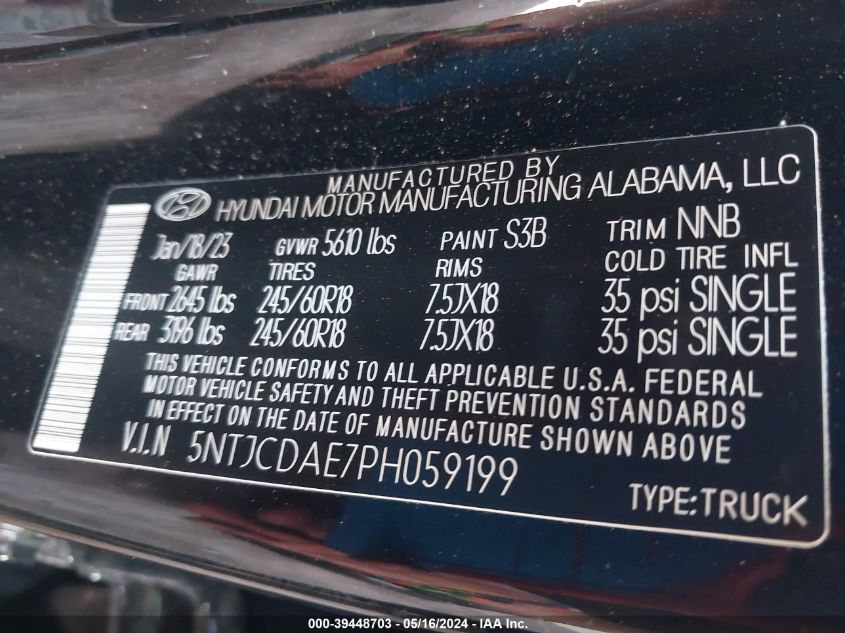 MANUFACTURED BY
HYUNDAI MOTOR MANUFACTURING ALABAMA, LLC
Jan/18/23 GVWR 5610 lbs PAINT S3B TRIM NNB
GAWR TIRES RIMS COLD TIRE INFL
FRONT 2645 lbs 245/60R18 7.5JX18 35 psi SINGLE
REAR 3196 lbs 245/60R18 7.5JX18 35 psi SINGLE
THIS VEHICLE CONFORMS TO ALL APPLICABLE U.S.A. FEDERAL
MOTOR VEHICLE SAFETY AND THEFT PREVENTION STANDARDS
IN EFFECT ON THE DATE OF MANUFACTURE SHOWN ABOVE
V.I.N 5NTJCDAE7PH059199
TYPE:TRUCK
000-39448703 - 05/16/2024 - IAAI.com